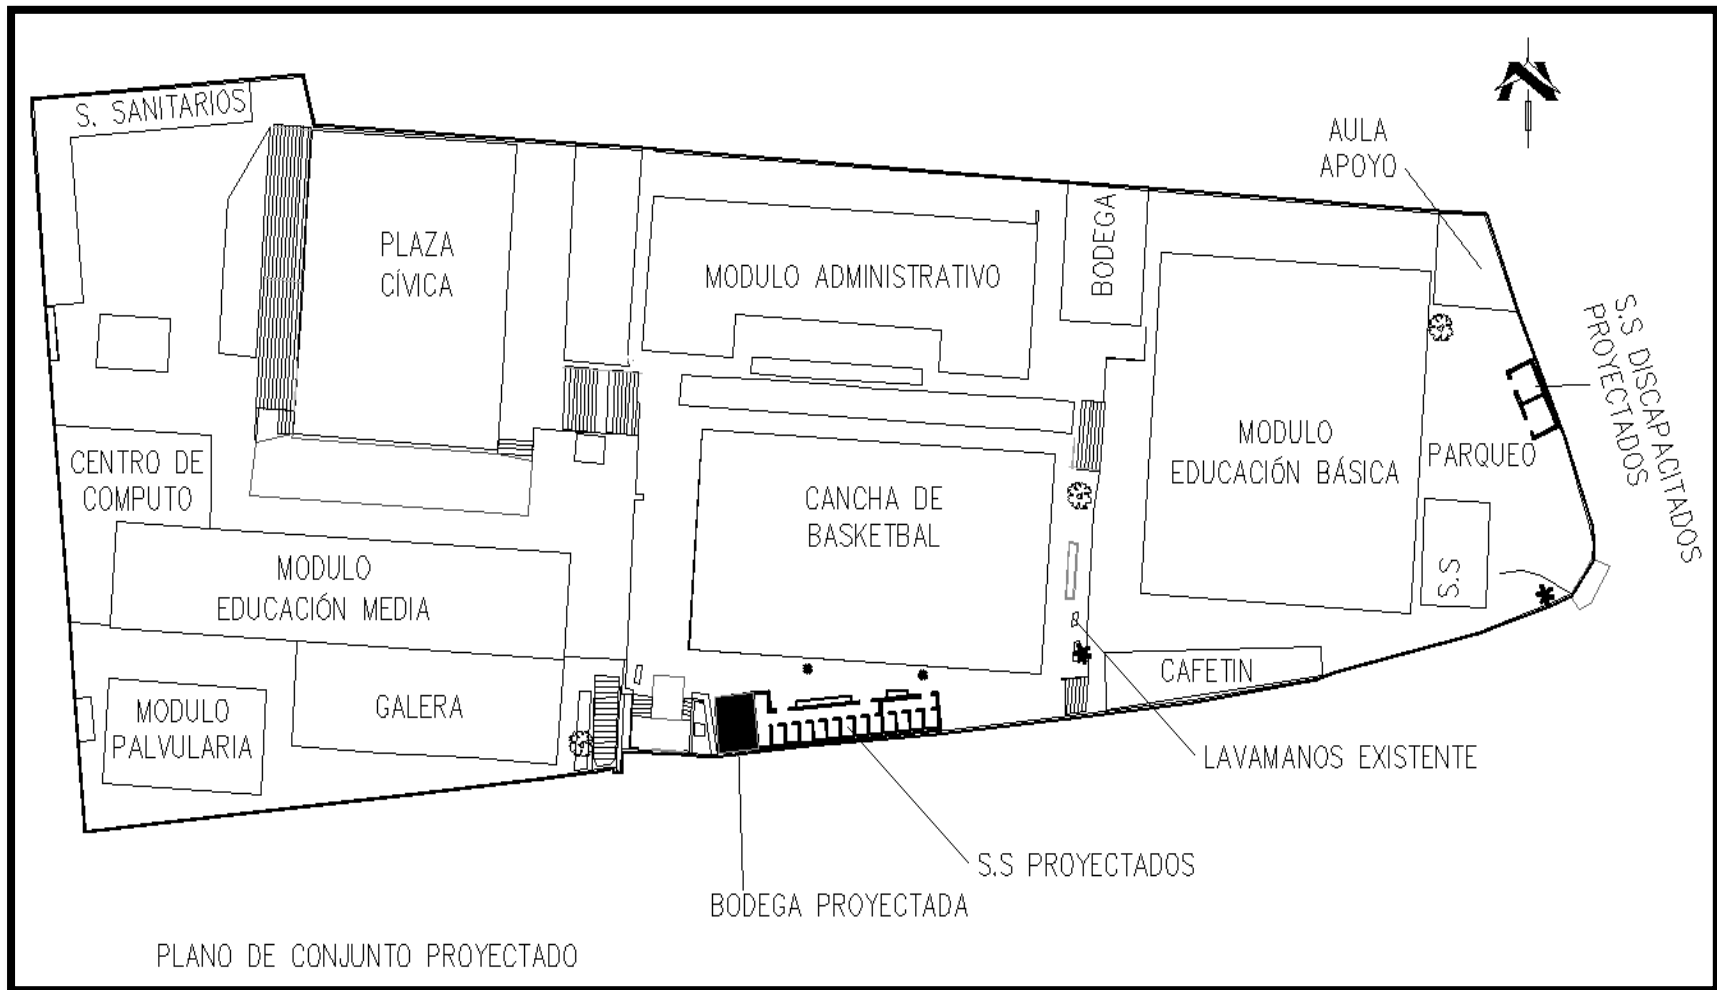 S. SANITARIOS
PLAZA
CÍVICA
MODULO ADMINISTRATIVO
BODEGA
AULA
APOYO
S.S DISCAPACITADOS
PROYECTADOS
CENTRO DE
COMPUTO
CANCHA DE
BASKETBAL
MODULO
EDUCACIÓN BÁSICA
PARQUEO
S.S
MODULO
EDUCACIÓN MEDIA
MODULO
PALVULARIA
GALERA
CAFETIN
LAVAMANOS EXISTENTE
S.S PROYECTADOS
BODEGA PROYECTADA
PLANO DE CONJUNTO PROYECTADO